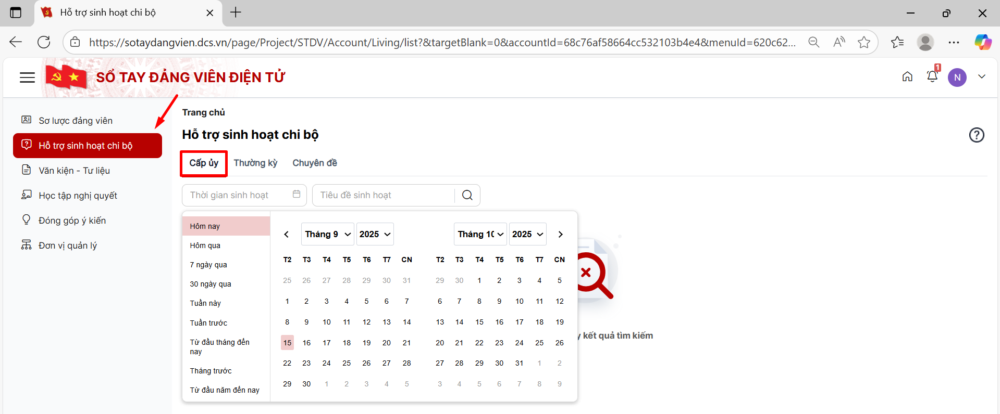 Hỗ trợ sinh hoạt chi bộ
https://sotaydangvien.dcs.vn/page/Project/STDV/Account/Living/list?&targetBlank=0&accountId=68c76af58664cc532103b4e4&menuId=620c62...
SỔ TAY ĐẢNG VIÊN ĐIỆN TỬ
1
N
Sơ lược đảng viên
Hỗ trợ sinh hoạt chi bộ
Văn kiện - Tư liệu
Học tập nghị quyết
Đóng góp ý kiến
Đơn vị quản lý
Trang chủ
Hỗ trợ sinh hoạt chi bộ
Cấp ủy Thường kỳ Chuyên đề
Thời gian sinh hoạt Tiêu đề sinh hoạt
Hôm nay
Hôm qua
7 ngày qua
30 ngày qua
Tuần này
Tuần trước
Từ đầu tháng đến
nay
Tháng trước
Từ đầu năm đến nay
Tháng 9 2025
T2 T3 T4 T5 T6 T7 CN
25 26 27 28 29 30 31
1 2 3 4 5 6 7
8 9 10 11 12 13 14
15 16 17 18 19 20 21
22 23 24 25 26 27 28
29 30 1 2 3 4 5
Tháng 10 2025
T2 T3 T4 T5 T6 T7 CN
29 30 1 2 3 4 5
6 7 8 9 10 11 12
13 14 15 16 17 18 19
20 21 22 23 24 25 26
27 28 29 30 31 1 2
3 4 5 6 7 8 9
y kết quả tìm kiếm